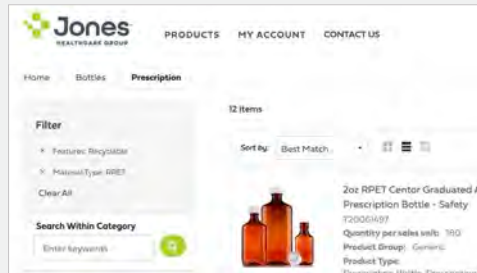 Jones
HEALTHCARE GROUP
PRODUCTS MY ACCOUNT CONTACT US
Home Bottles Prescription
12 Items
Filter
× Features: Recyclable
× Material Type: RPET
Clear All
Sort by: Best Match
Search Within Category
Enter keywords
2oz RPET Centor Graduated
Prescription Bottle - Safety
Quantity per sales unit:
Product Group: Generic
Product Type: